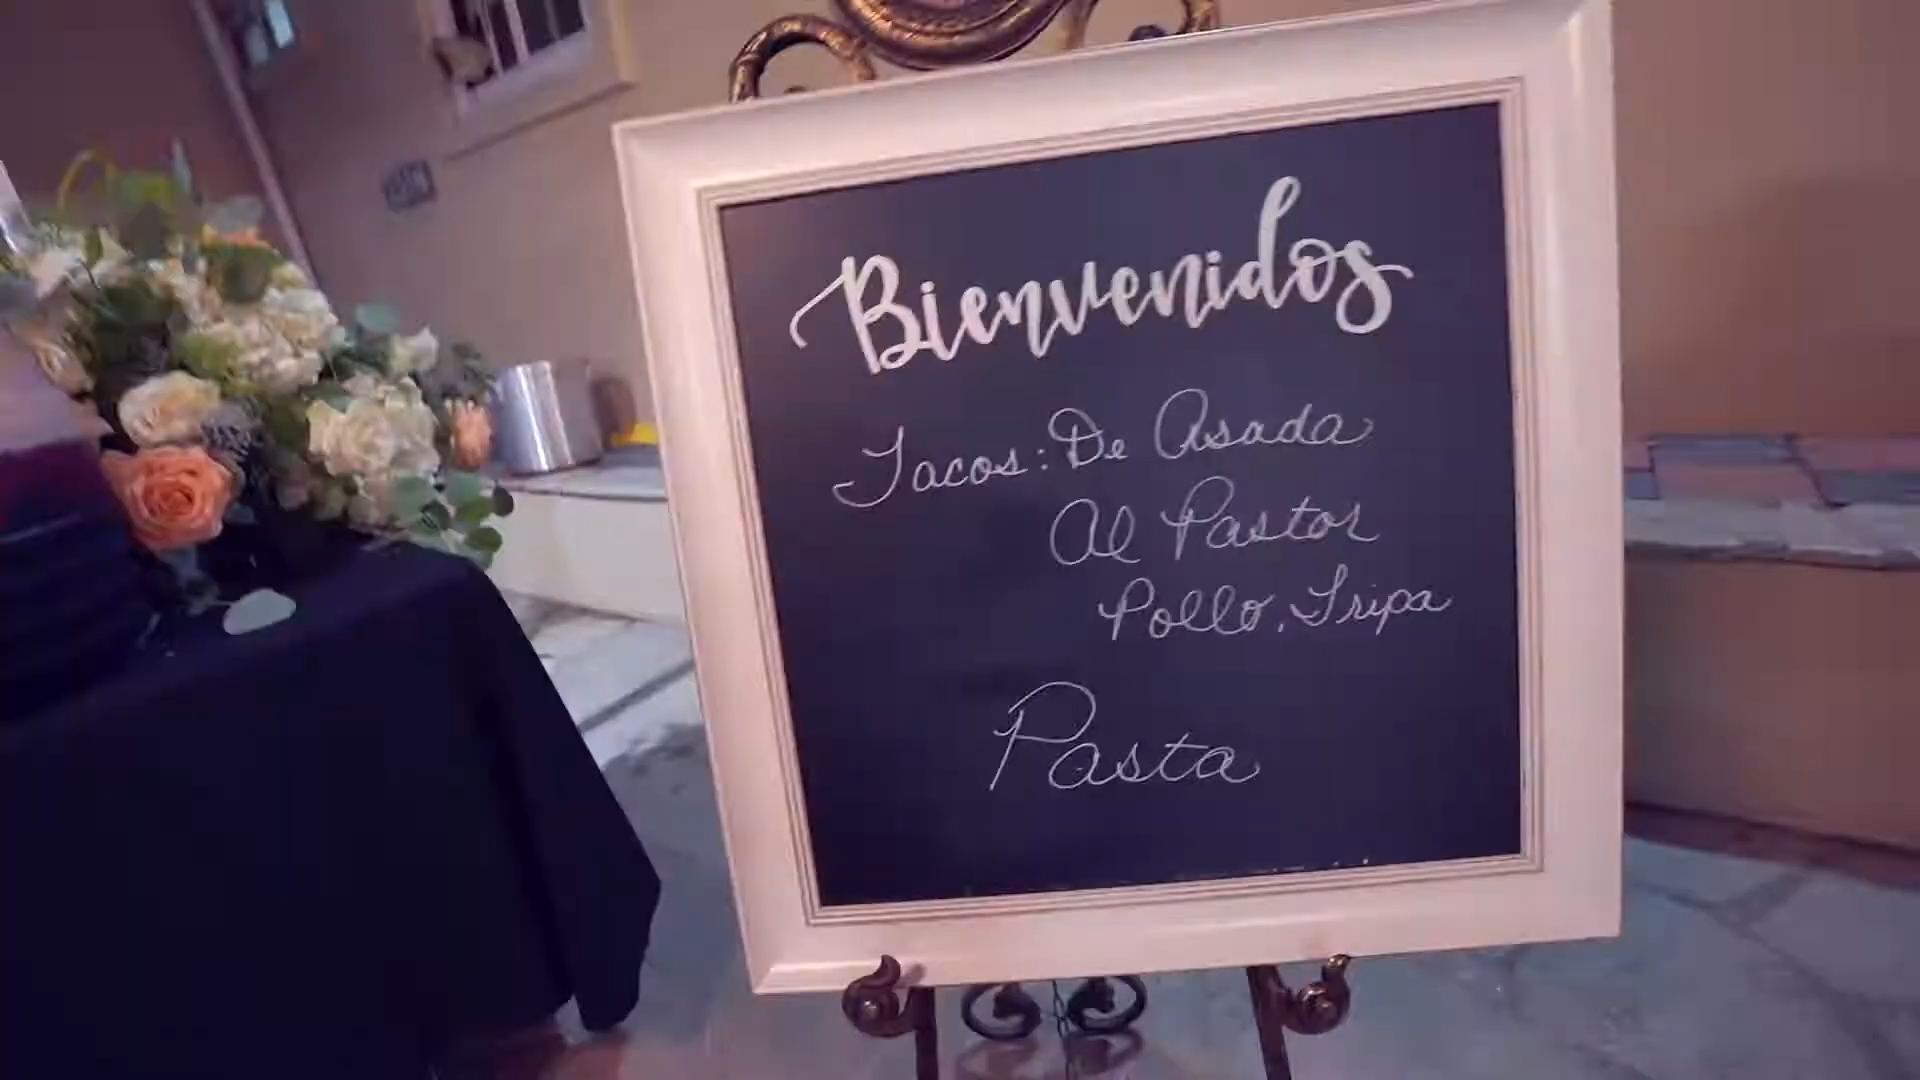 Bienvenidos
Tacos: De Asada
Al Pastor
Pollo, Tripa
Pasta